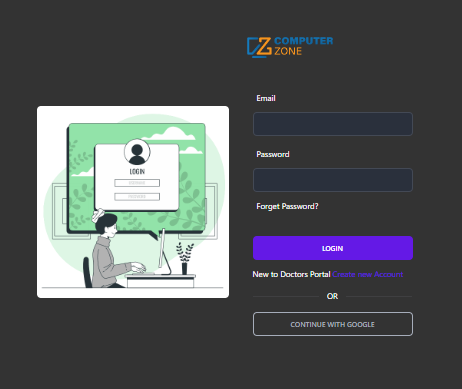 COMPUTER
ZONE
Email
Password
Forget Password?
LOGIN
LOGIN
New to Doctors Portal Create new Account
OR
CONTINUE WITH GOOGLE